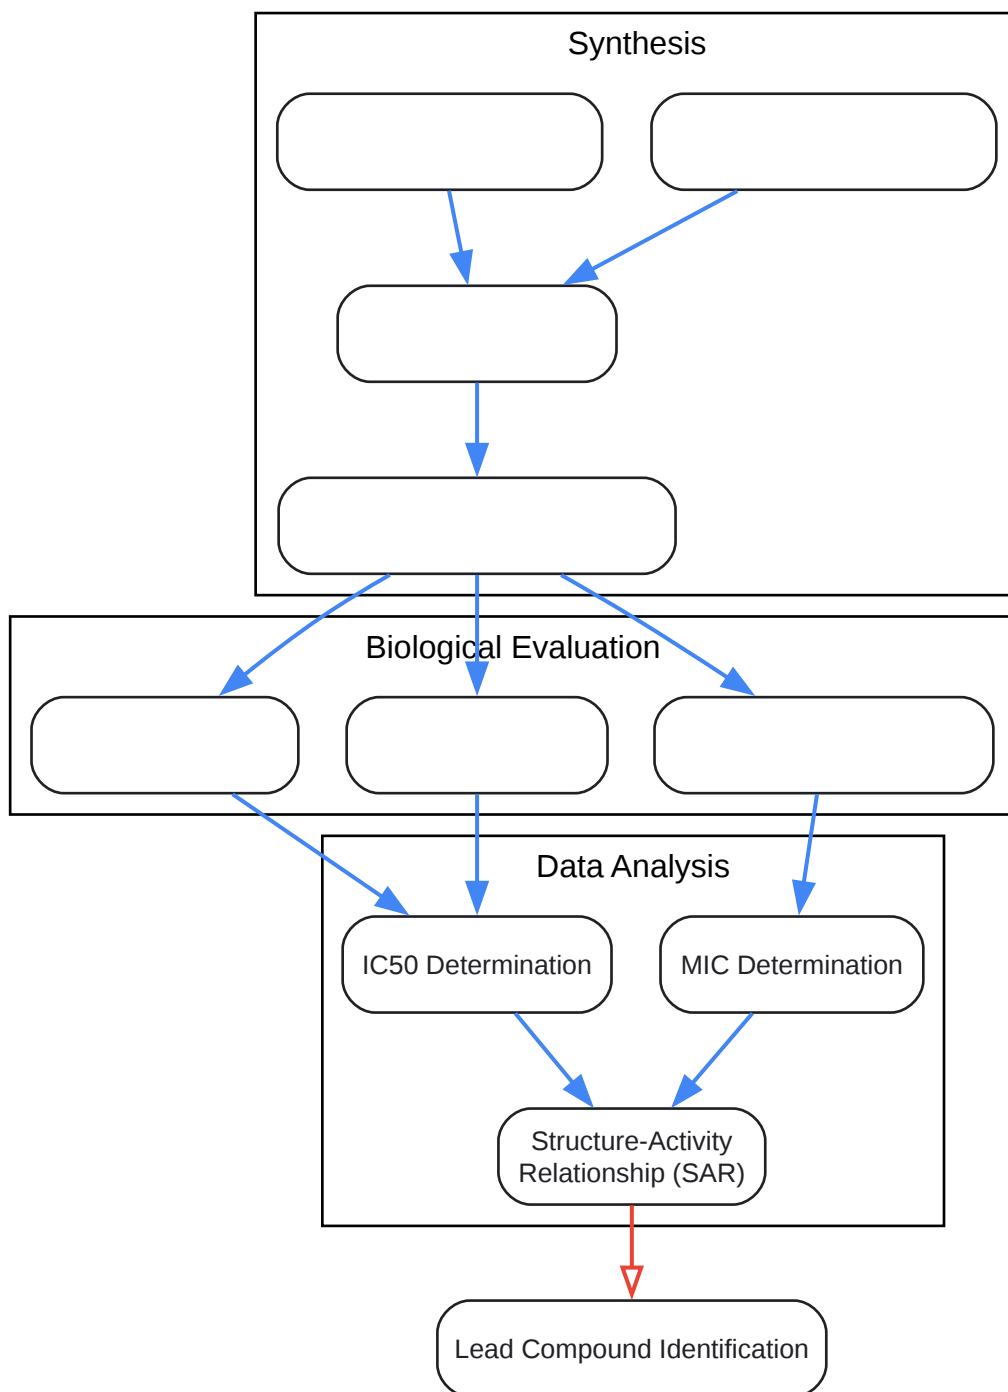 Synthesis
Biological Evaluation
Data Analysis
IC50 Determination
MIC Determination
Structure-Activity
Relationship (SAR)
Lead Compound Identification